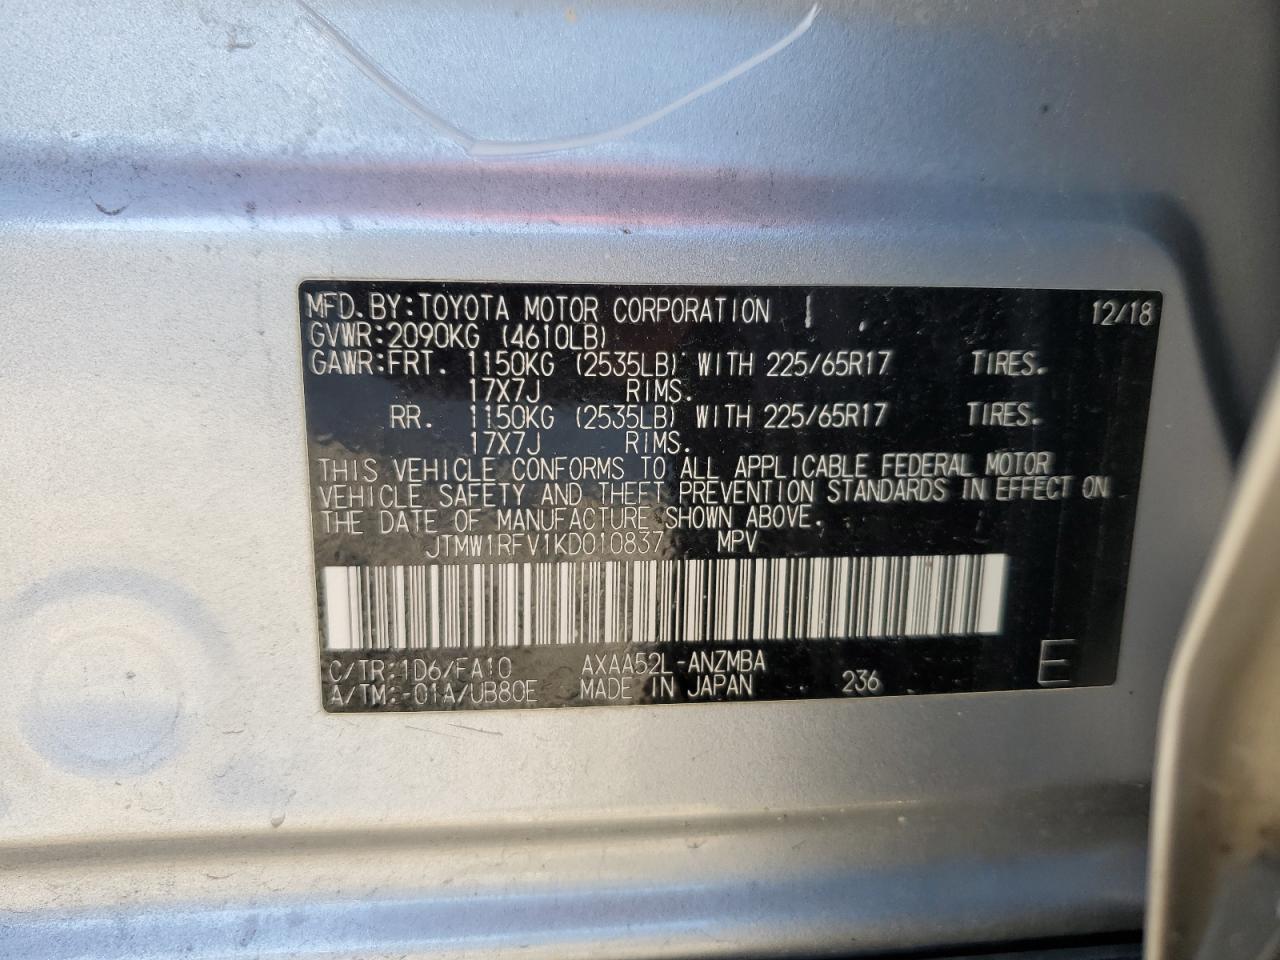 MFD.BY:TOYOTA MOTOR CORPORATION 12/18
GVWR:2090KG (4610LB)
GAWR:FRT. 1150KG (2535LB) WITH 225/65R17 TIRES.
17X7J RIMS.
RR. 1150KG (2535LB) WITH 225/65R17 TIRES.
17X7J RIMS.
THIS VEHICLE CONFORMS TO ALL APPLICABLE FEDERAL MOTOR
VEHICLE SAFETY AND THEFT PREVENTION STANDARDS IN EFFECT ON
THE DATE OF MANUFACTURE SHOWN ABOVE.
JTMW1RFV1KD010837 MPV
C/TR:1D6/FA10 AXAA52L-ANZMBA
A/TM:-01A/UB80E MADE IN JAPAN 236 E